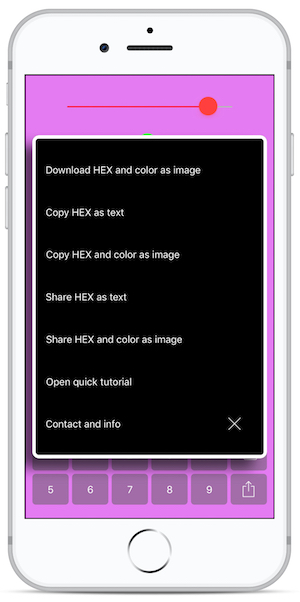 Download HEX and color as image
Copy HEX as text
Copy HEX and color as image
Share HEX as text
Share HEX and color as image
Open quick tutorial
Contact and info
5 6 7 8 9